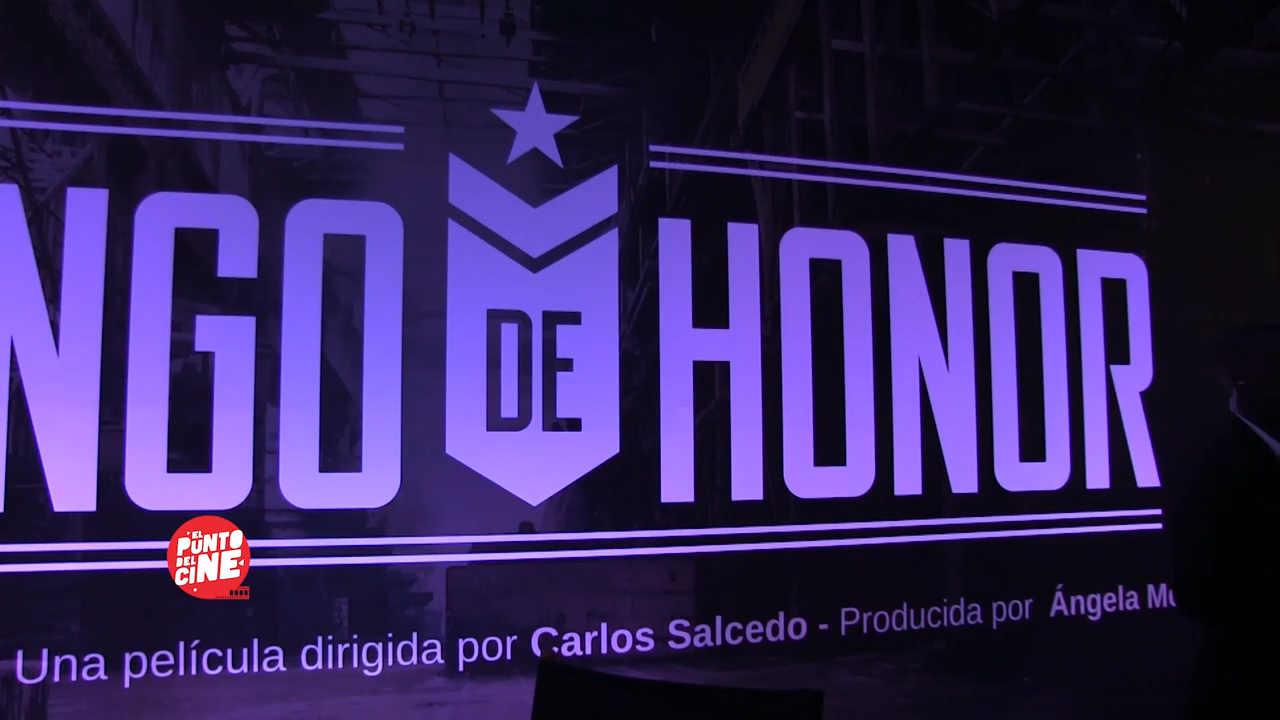 NGO DE HONOR
EL
PUNTO
DEL
CINE
Una película dirigida por Carlos Salcedo - Producida por Ángela